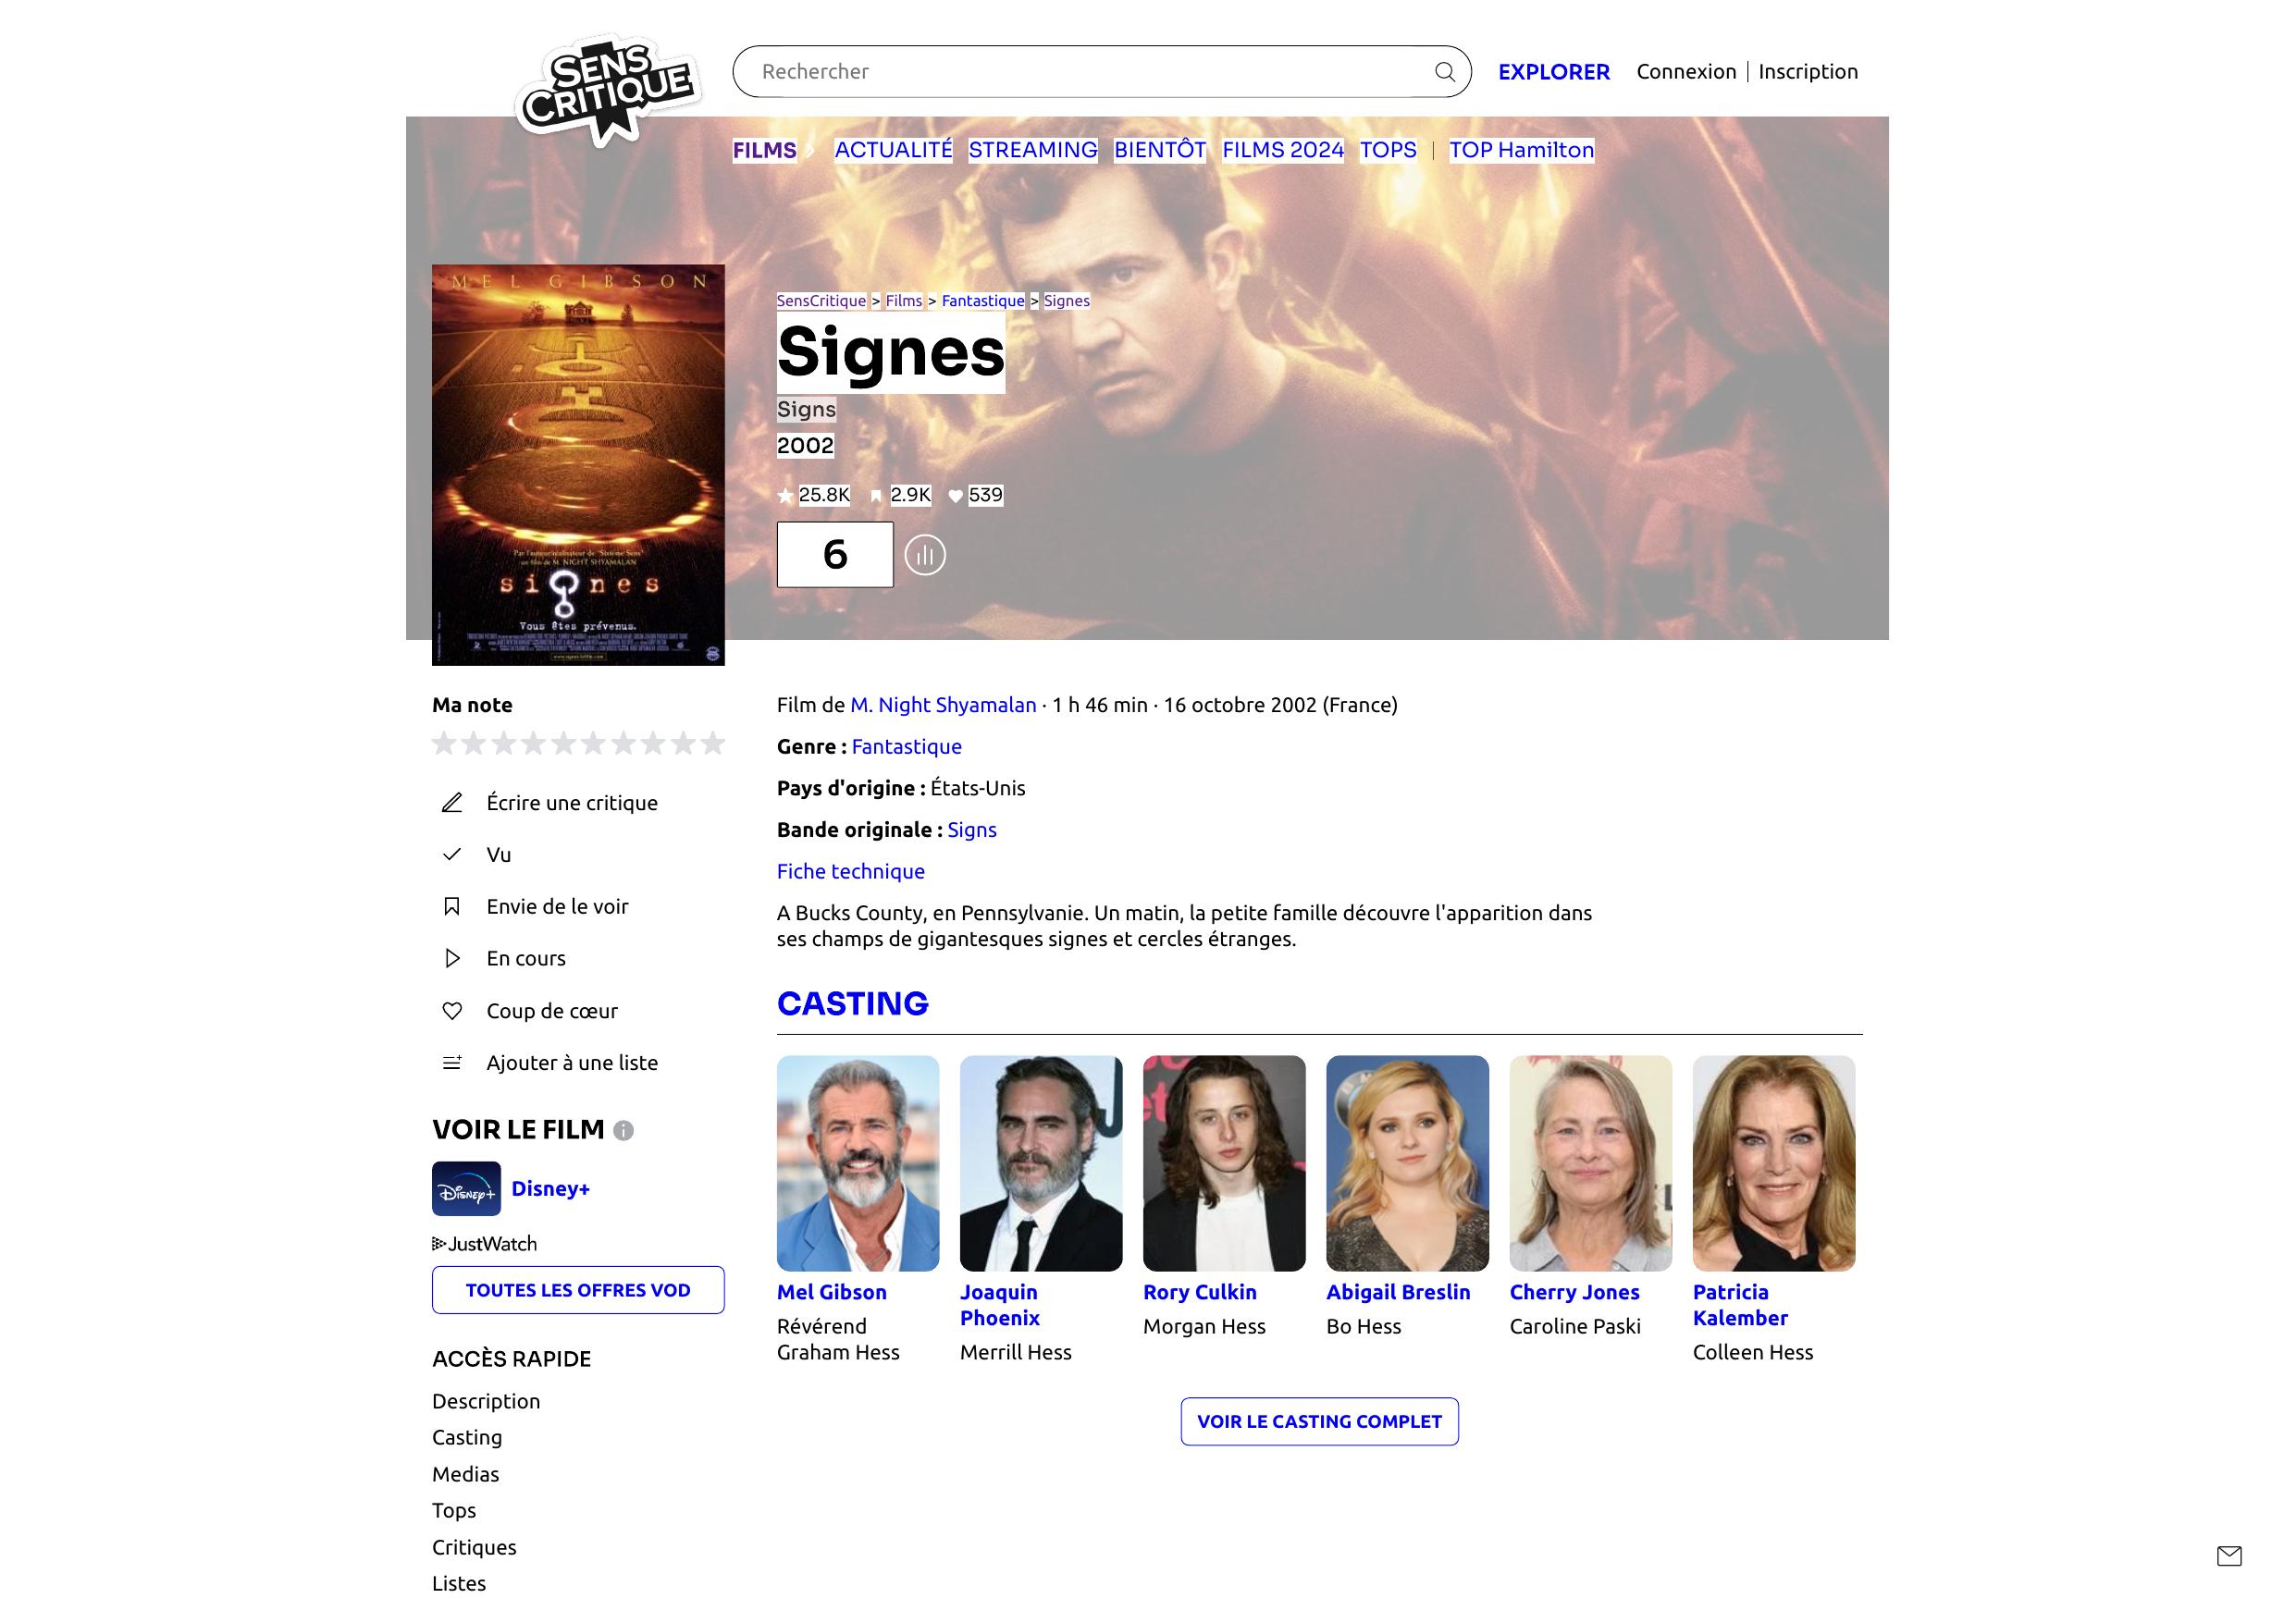 SENS
CRITIQUE
Rechercher
EXPLORER
Connexion | Inscription
FILMS
ACTUALITÉ
STREAMING
BIENTÔT
FILMS 2024
TOPS
TOP Hamilton
MEL GIBSON
Par l'auteur/réalisateur de "Sixième Sens"
un film de M. NIGHT SHYAMALAN
signes
Vous êtes prévenus.
SensCritique > Films > Fantastique > Signes
Signes
Signs
2002
25.8K 2.9K 539
6
Ma note
Écrire une critique
Vu
Envie de le voir
En cours
Coup de cœur
Ajouter à une liste
VOIR LE FILM
Disney+
Disney+
JustWatch
TOUTES LES OFFRES VOD
ACCÈS RAPIDE
Description
Casting
Medias
Tops
Critiques
Listes
Film de M. Night Shyamalan · 1 h 46 min · 16 octobre 2002 (France)
Genre : Fantastique
Pays d'origine : États-Unis
Bande originale : Signs
Fiche technique
A Bucks County, en Pennsylvanie. Un matin, la petite famille découvre l'apparition dans
ses champs de gigantesques signes et cercles étranges.
CASTING
Mel Gibson
Révérend
Graham Hess
Joaquin
Phoenix
Merrill Hess
Rory Culkin
Morgan Hess
Abigail Breslin
Bo Hess
Cherry Jones
Caroline Paski
Patricia
Kalember
Colleen Hess
VOIR LE CASTING COMPLET